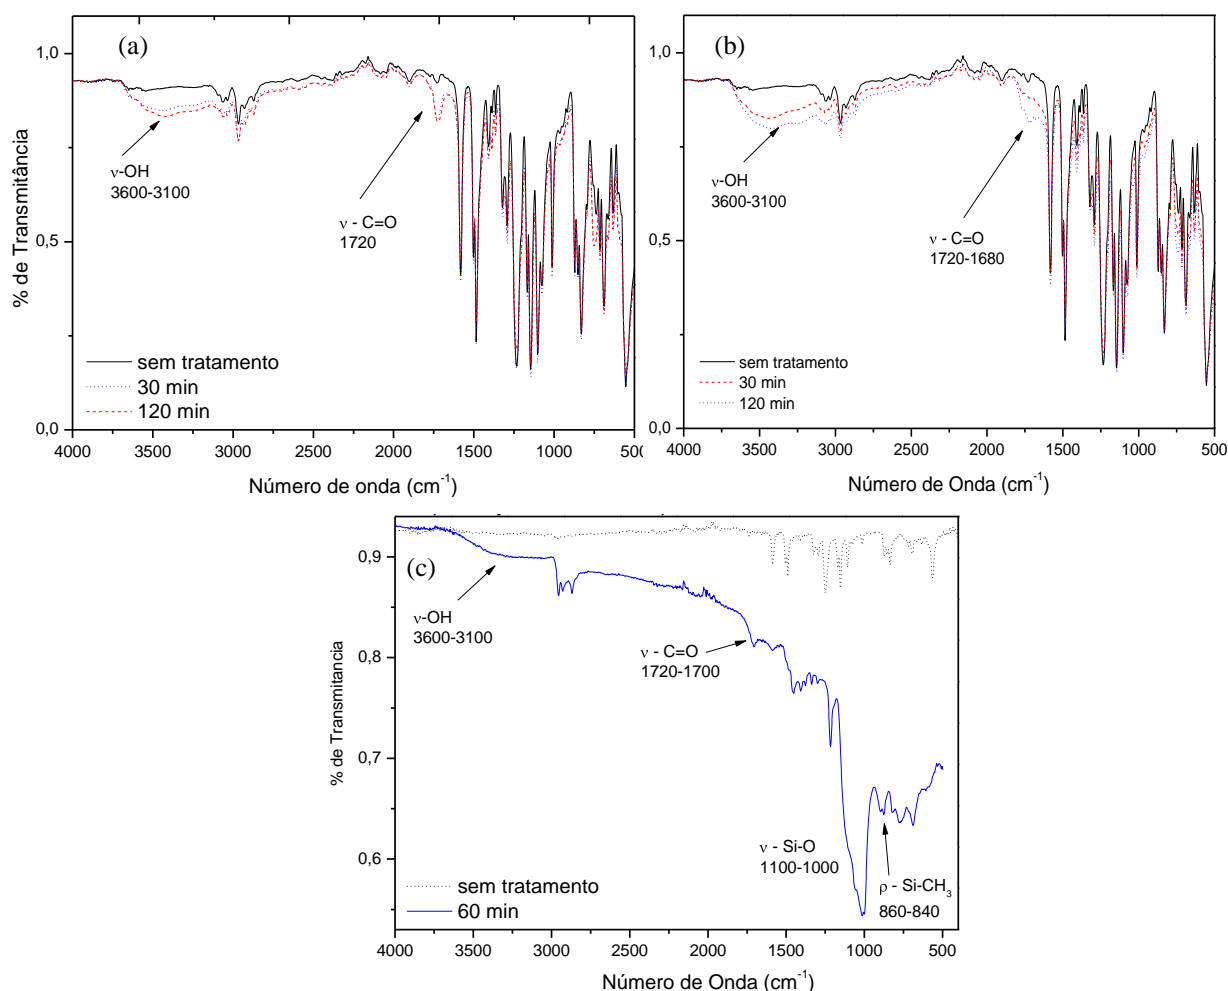 (a)
1,0
0,5
0,0
% de Transmitância
ν-OH
3600-3100
ν - C=O
1720
sem tratamento
30 min
120 min
4000 3500 3000 2500 2000 1500 1000 500
Número de onda (cm⁻¹)
(b)
1,0
0,5
0,0
ν-OH
3600-3100
ν - C=O
1720-1680
sem tratamento
30 min
120 min
4000 3500 3000 2500 2000 1500 1000 500
Número de Onda (cm⁻¹)
(c)
0,9
0,8
0,7
0,6
% de Transmitancia
ν-OH
3600-3100
ν - C=O
1720-1700
ν - Si-O
1100-1000
ρ - Si-CH₃
860-840
sem tratamento
60 min
4000 3500 3000 2500 2000 1500 1000 500
Número de Onda (cm⁻¹)